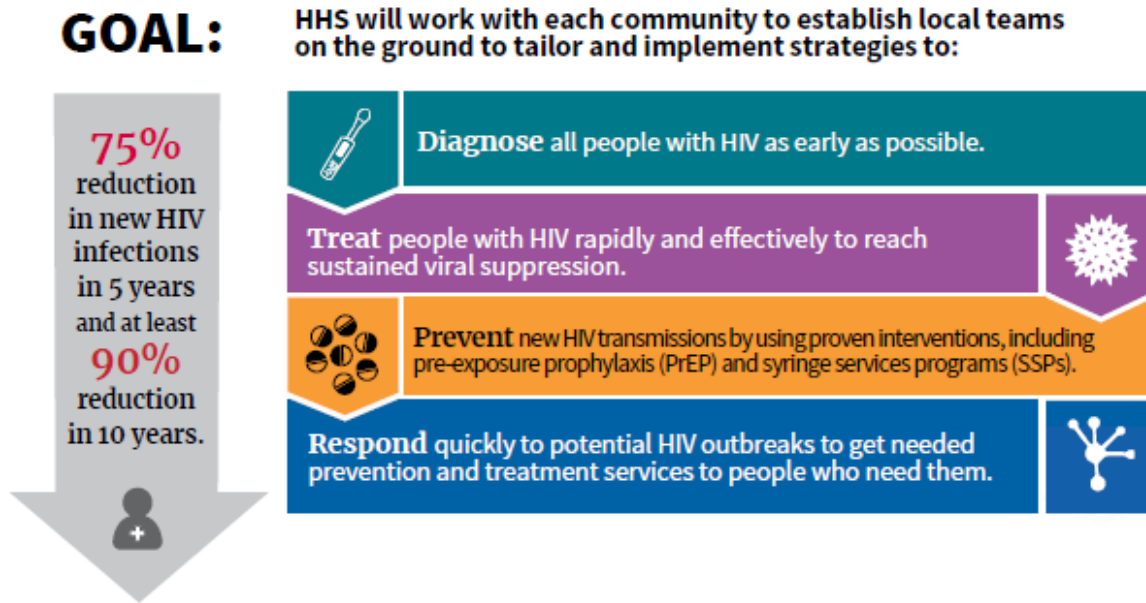 GOAL:
HHS will work with each community to establish local teams
on the ground to tailor and implement strategies to:
75%
reduction
in new HIV
infections
in 5 years
and at least
90%
reduction
in 10 years.
Diagnose all people with HIV as early as possible.
Treat people with HIV rapidly and effectively to reach
sustained viral suppression.
Prevent new HIV transmissions by using proven interventions, including
pre-exposure prophylaxis (PrEP) and syringe services programs (SSPs).
Respond quickly to potential HIV outbreaks to get needed
prevention and treatment services to people who need them.